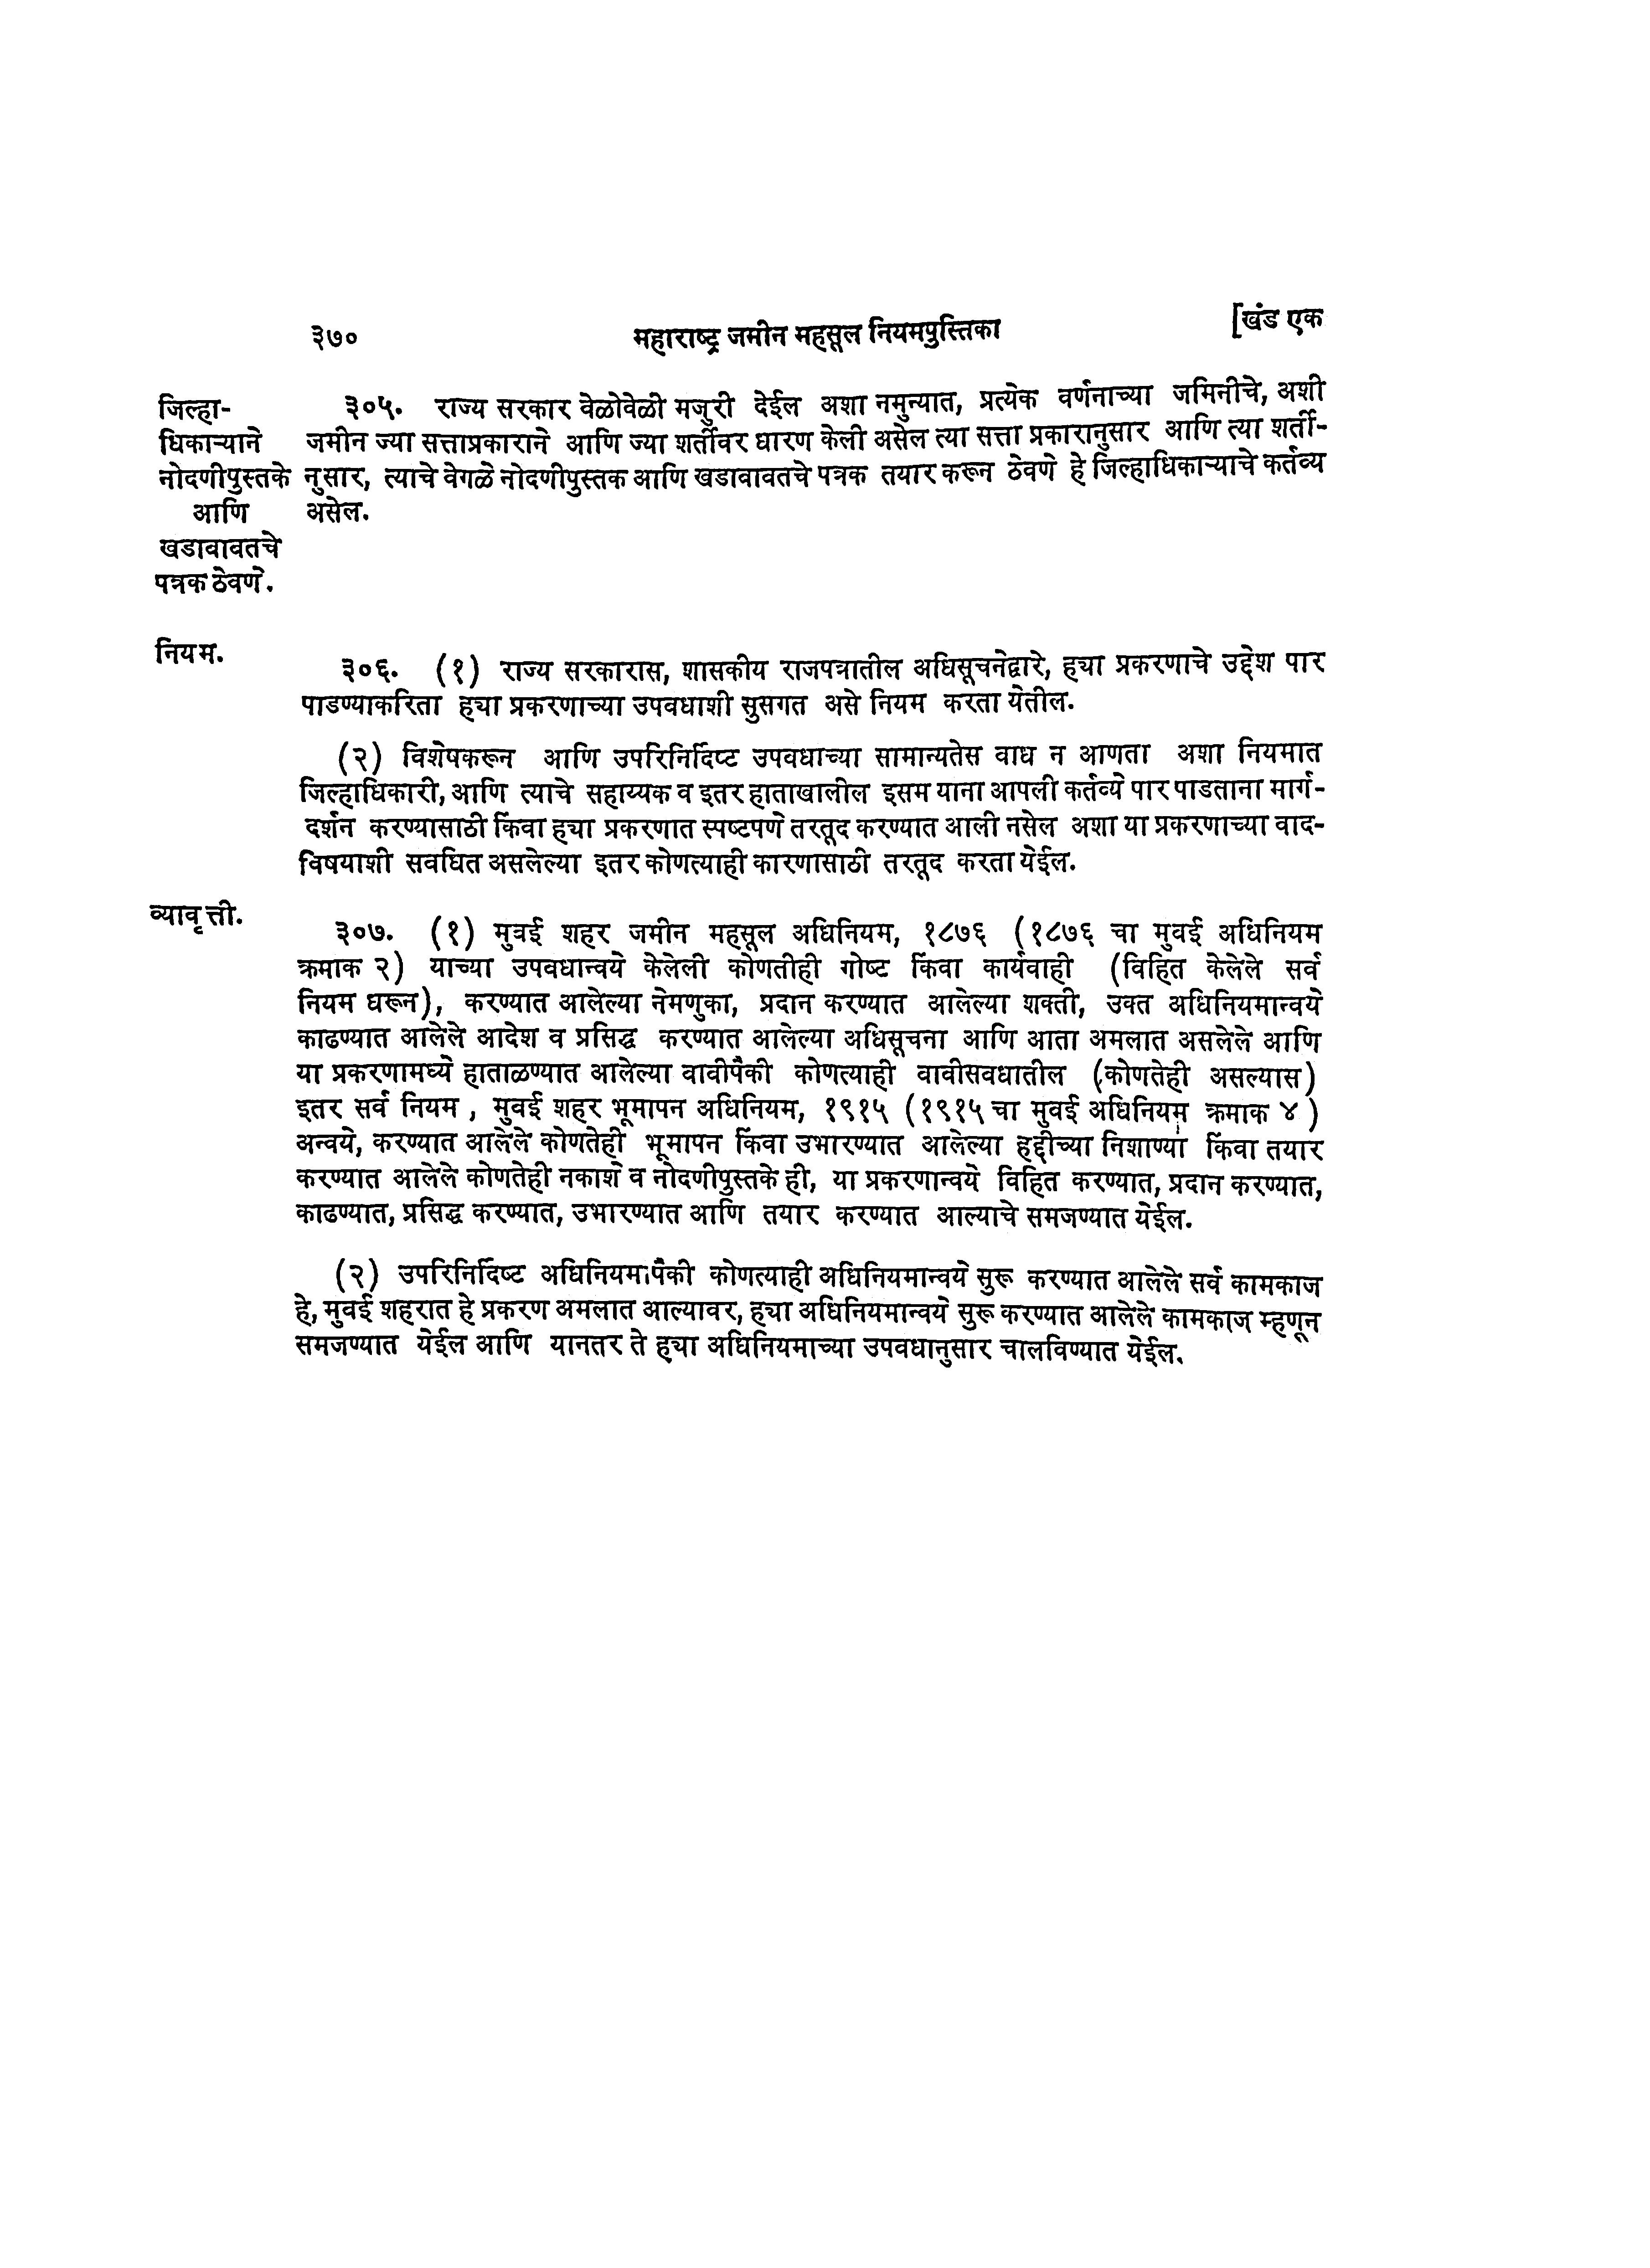 ३७०
महाराष्ट्र जमीन महसूल नियमपुस्तिका
[खंड एक
जिल्हा-
धिकाऱ्याने
नोदणीपुस्तके
आणि
खडाबावतचे
पत्रक ठेवणे.
३०५. राज्य सरकार वेळोवेळी मजुरी देईल अशा नमुन्यात, प्रत्येक वर्णनाच्या जमिनीचे, अशी
जमीन ज्या सत्ताप्रकाराने आणि ज्या शर्तीवर धारण केली असेल त्या सत्ता प्रकारानुसार आणि त्या शर्ती-
नुसार, त्याचे वेगळे नोदणीपुस्तक आणि खडावावतचे पत्रक तयार करून ठेवणे हे जिल्हाधिकाऱ्याचे कर्तव्य
असेल.
नियम.
३०६. (१) राज्य सरकारास, शासकीय राजपत्रातील अधिसूचनेद्वारे, ह्या प्रकरणाचे उद्देश पार
पाडण्याकरिता ह्या प्रकरणाच्या उपवधाशी सुसगत असे नियम करता येतील.
(२) विशेषकरून आणि उपरिनिर्दिष्ट उपवधाच्या सामान्यतेस वाध न आणता अशा नियमात
जिल्हाधिकारी, आणि त्याचे सहाय्यक व इतर हाताखालील इसम याना आपली कर्तव्ये पार पाडताना मार्ग-
दर्शन करण्यासाठी किंवा ह्या प्रकरणात स्पष्टपणे तरतूद करण्यात आली नसेल अशा या प्रकरणाच्या वाद-
विषयाशी सवधित असलेल्या इतर कोणत्याही कारणासाठी तरतूद करता येईल.
व्यावृत्ती.
३०७. (१) मुवई शहर जमीन महसूल अधिनियम, १८७६ (१८७६ चा मुवई अधिनियम
क्रमाक २) याच्या उपवधान्वये केलेली कोणतीही गोष्ट किंवा कार्यवाही (विहित केलेले सर्व
नियम धरून), करण्यात आलेल्या नेमणुका, प्रदान करण्यात आलेल्या शक्ती, उक्त अधिनियमान्वये
काढण्यात आलेले आदेश व प्रसिद्ध करण्यात आलेल्या अधिसूचना आणि आता अमलात असलेले आणि
या प्रकरणामध्ये हाताळण्यात आलेल्या वावीपैकी कोणत्याही वावीसवधातील (कोणतेही असल्यास)
इतर सर्व नियम, मुवई शहर भूमापन अधिनियम, १९१५ (१९१५ चा मुवई अधिनियम क्रमाक ४)
अन्वये, करण्यात आलेले कोणतेही भूमापन किंवा उभारण्यात आलेल्या हद्दीच्या निशाण्या किंवा तयार
करण्यात आलेले कोणतेही नकाशे व नोदणीपुस्तके ही, या प्रकरणान्वये विहित करण्यात, प्रदान करण्यात,
काढण्यात, प्रसिद्ध करण्यात, उभारण्यात आणि तयार करण्यात आल्याचे समजण्यात येईल.
(२) उपरिनिर्दिष्ट अधिनियमापैकी कोणत्याही अधिनियमान्वये सुरू करण्यात आलेले सर्व कामकाज
हे, मुवई शहरात हे प्रकरण अमलात आल्यावर, ह्या अधिनियमान्वये सुरू करण्यात आलेले कामकाज म्हणून
समजण्यात येईल आणि यानतर ते ह्या अधिनियमाच्या उपवधानुसार चालविण्यात येईल.